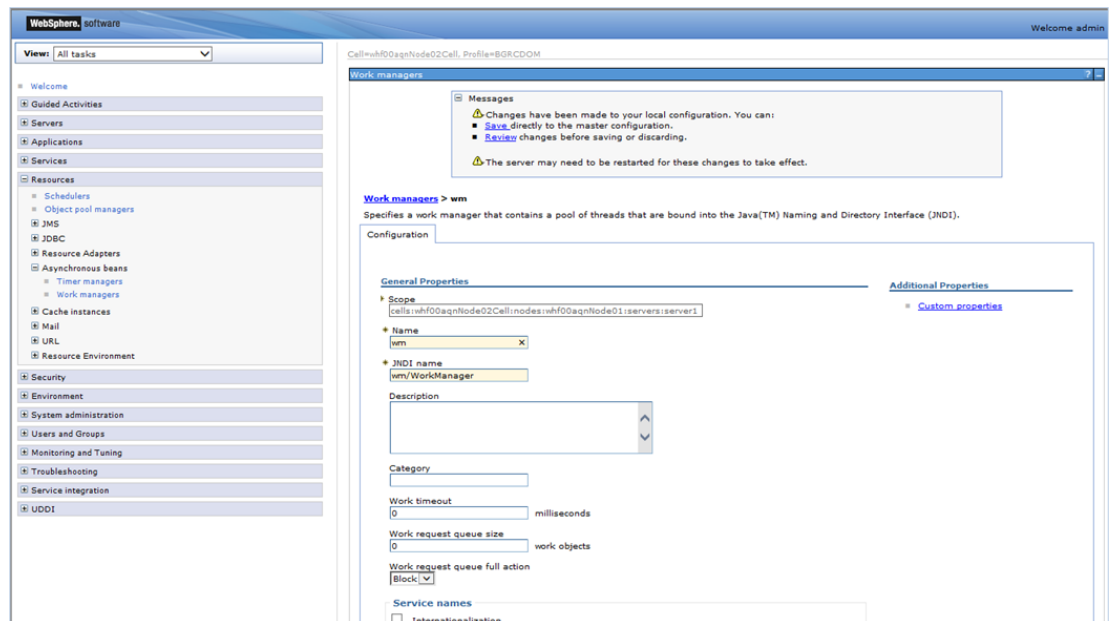 WebSphere. software
Welcome admin
View: All tasks
Cell=whf00aqnNode02Cell, Profile=BGRCDOM
Work managers
? -
Welcome
Guided Activities
Servers
Applications
Services
Resources
Schedulers
Object pool managers
JMS
JDBC
Resource Adapters
Asynchronous beans
Timer managers
Work managers
Cache instances
Mail
URL
Resource Environment
Security
Environment
System administration
Users and Groups
Monitoring and Tuning
Troubleshooting
Service integration
UDDI
Messages
Changes have been made to your local configuration. You can:
Save directly to the master configuration.
Review changes before saving or discarding.
The server may need to be restarted for these changes to take effect.
Work managers > wm
Specifies a work manager that contains a pool of threads that are bound into the Java(TM) Naming and Directory Interface (JNDI).
Configuration
General Properties
Scope
cells:whf00aqnNode02Cell:nodes:whf00aqnNode01:servers:server1
Name
wm
JNDI name
wm/WorkManager
Description
Category
Work timeout
0 milliseconds
Work request queue size
0 work objects
Work request queue full action
Block
Service names
Internationalization
Additional Properties
Custom properties